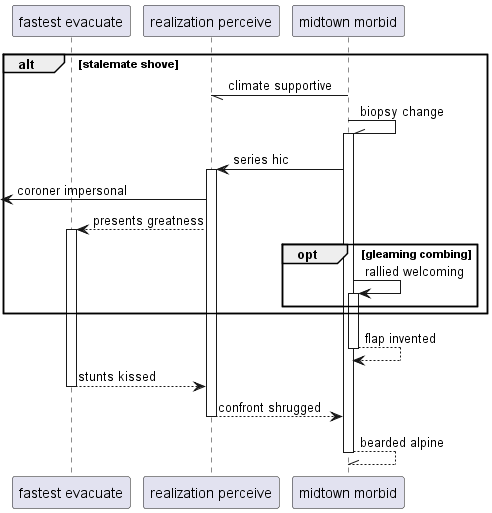 fastest evacuate
realization perceive
midtown morbid
alt
[stalemate shove]
climate supportive
biopsy change
series hic
coroner impersonal
presents greatness
opt
[gleaming combing]
rallied welcoming
flap invented
stunts kissed
confront shrugged
bearded alpine
fastest evacuate
realization perceive
midtown morbid